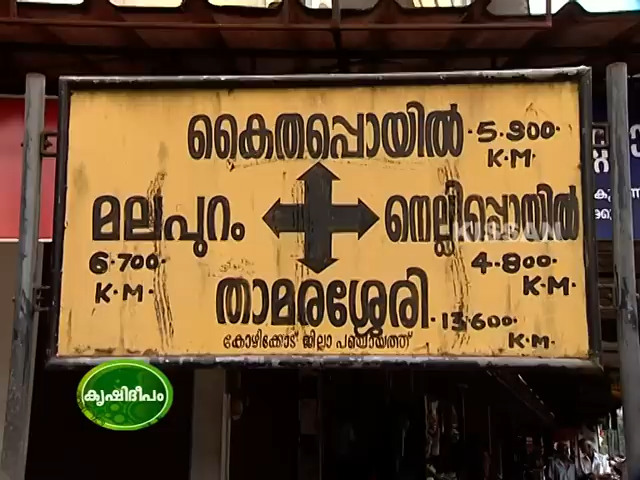 കൈതപ്പൊയിൽ 5.900
K.M.
മലപുറം നെല്ലിപ്പൊയിൽ
6.700 4.800
K.M. K.M.
താമരശ്ശേരി 13.600
കോഴിക്കോട് ജില്ലാ പഞ്ചായത്ത് K.M.
കൃഷിദീപം